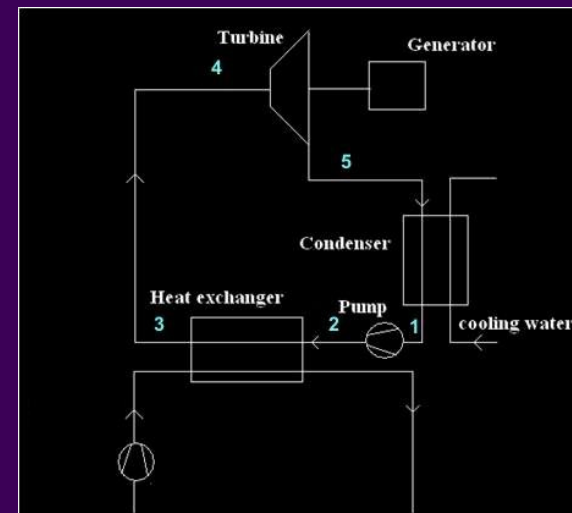 Turbine
Generator
4
5
Condenser
Heat exchanger
Pump
3
2
1
cooling water